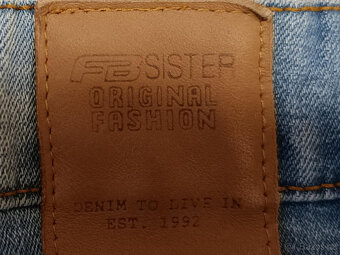 FB SISTER
ORIGINAL
FASHION
DENIM TO LIVE IN
EST. 1992